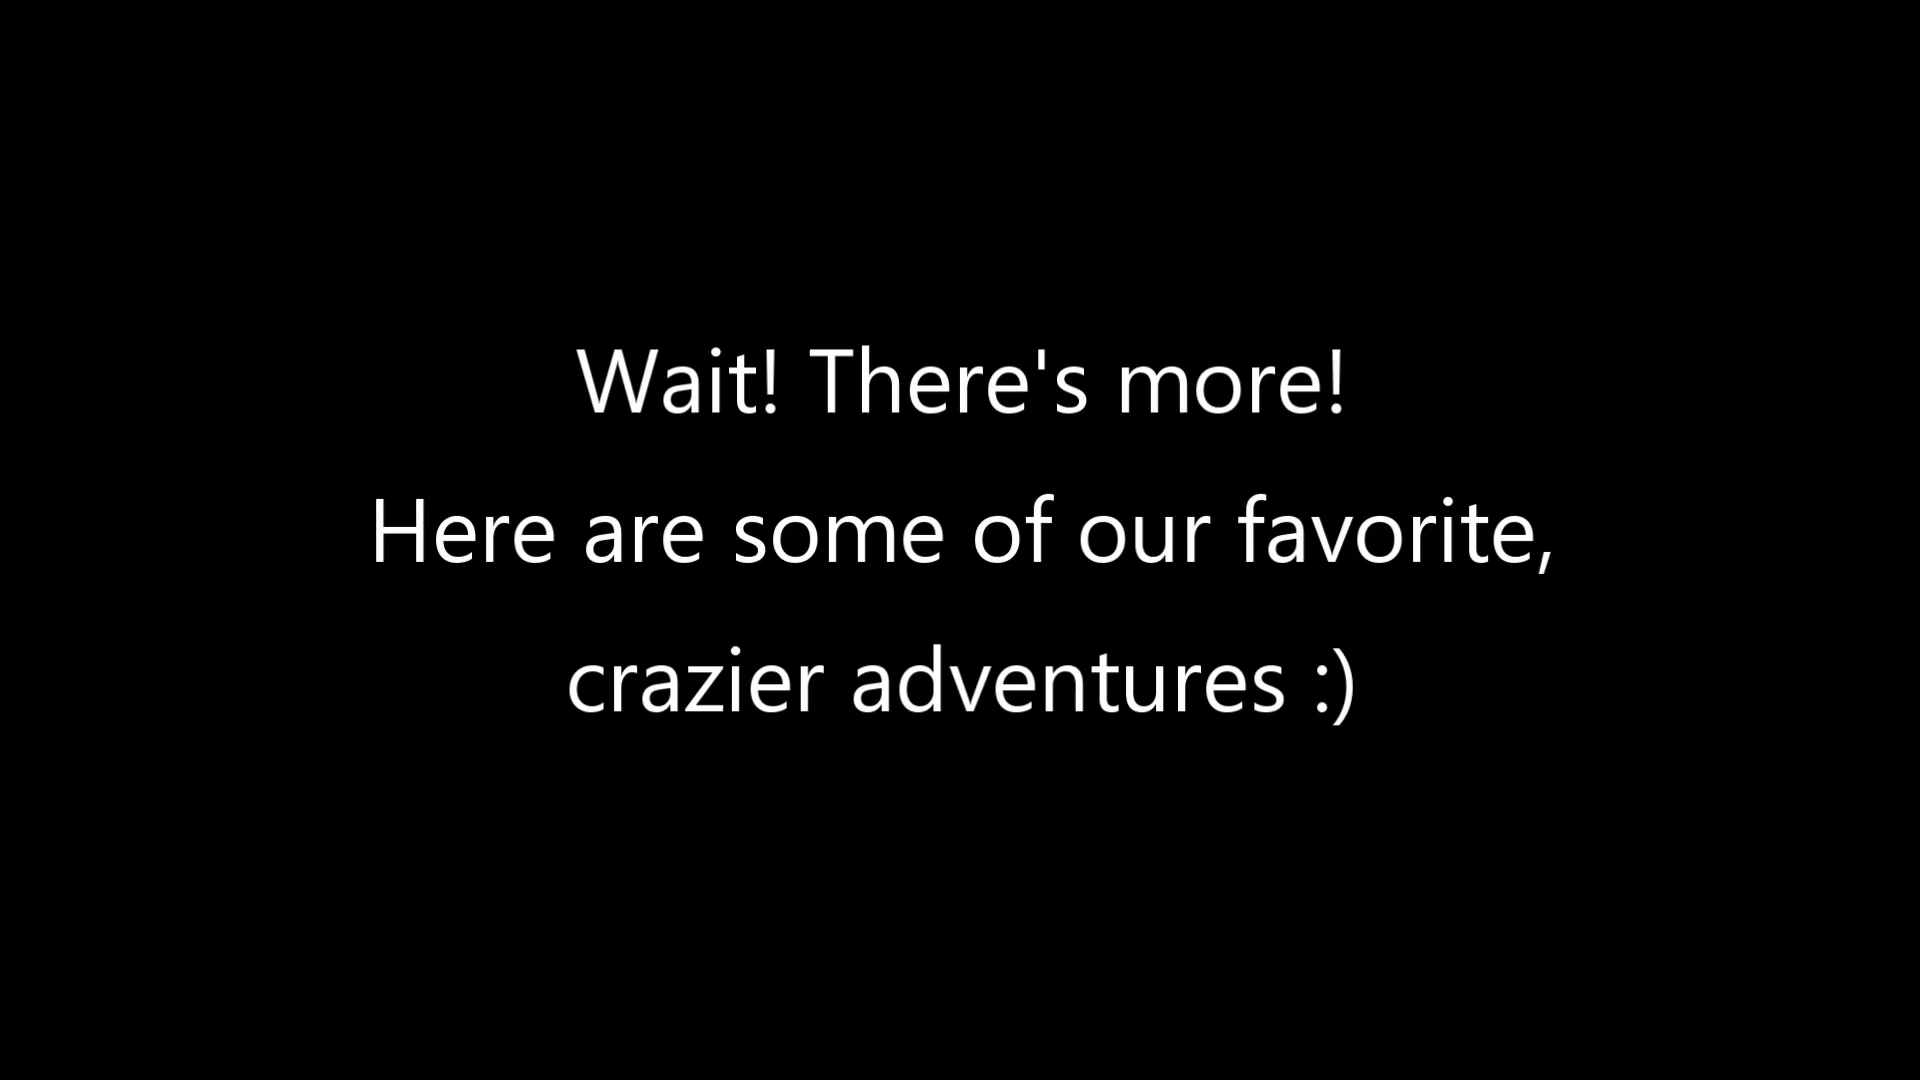 Wait! There's more!
Here are some of our favorite,
crazier adventures :)